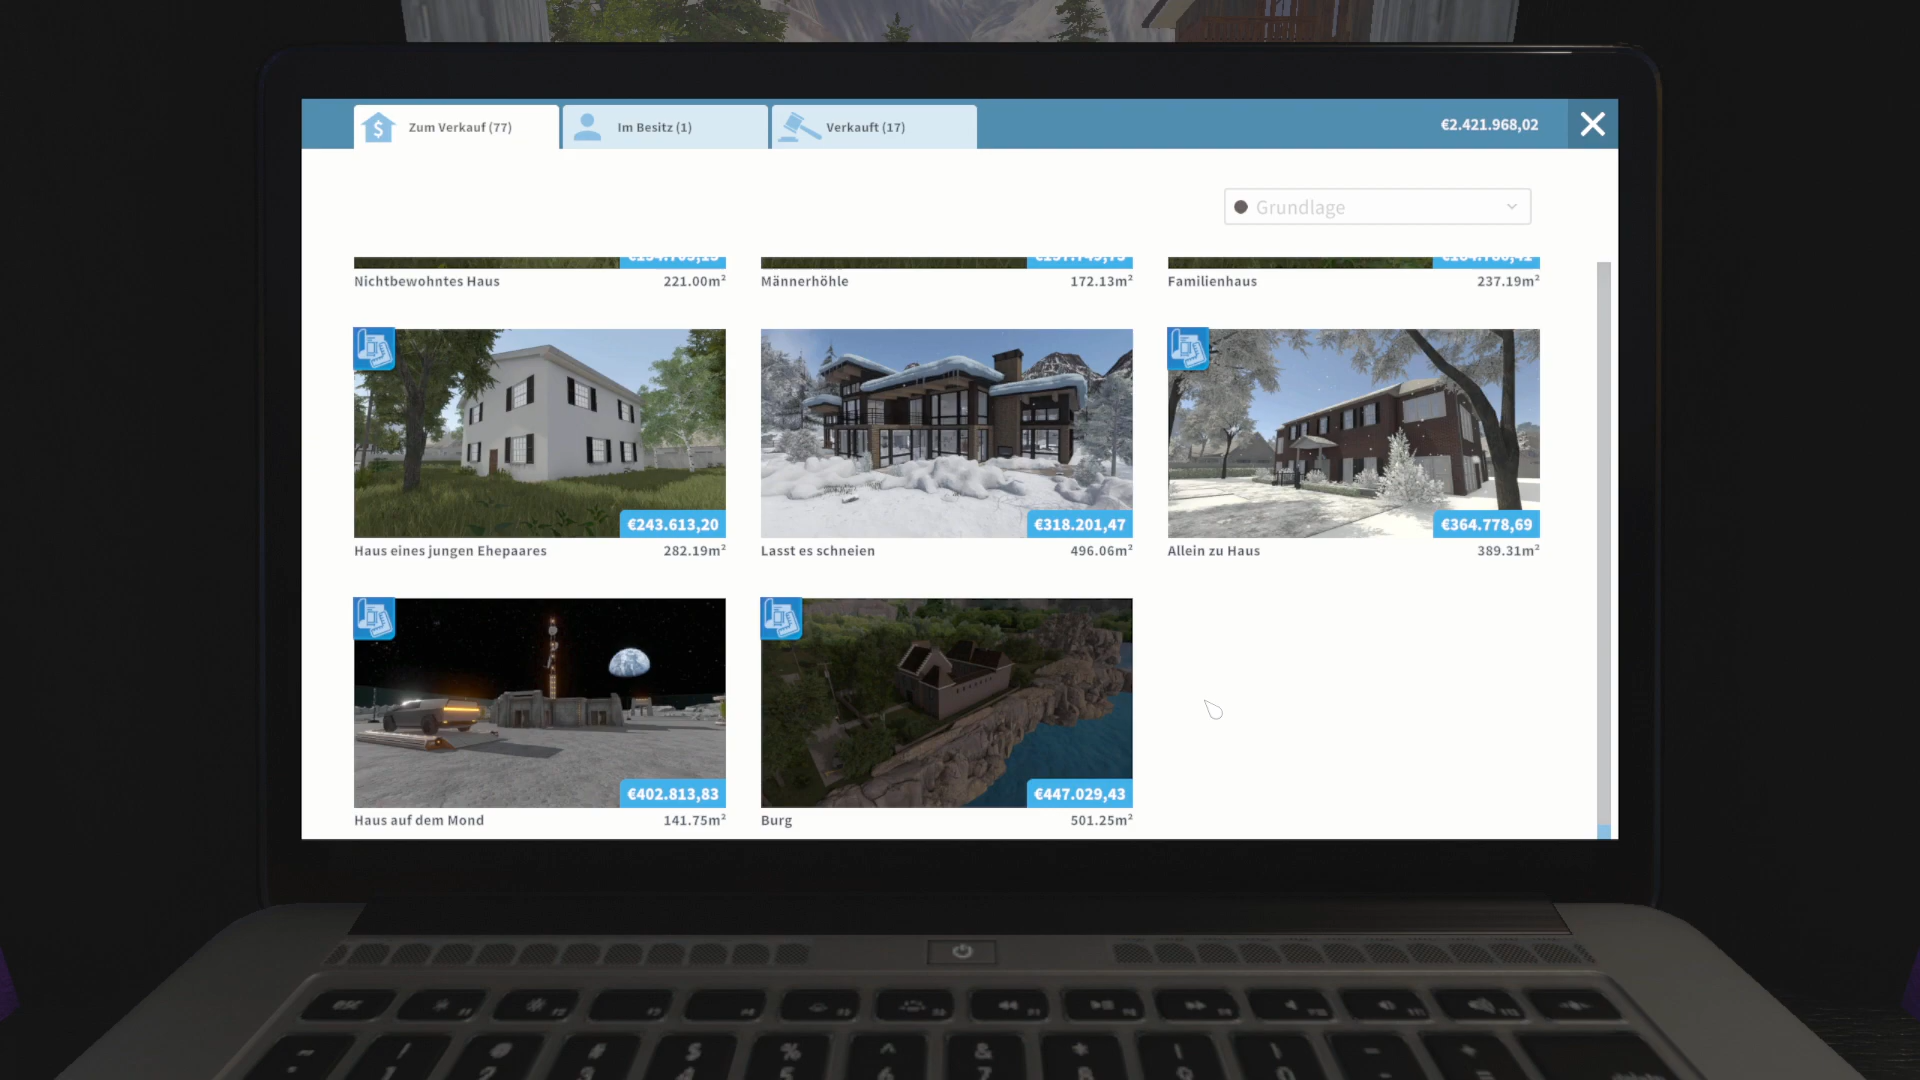 Zum Verkauf (77)
Im Besitz (1)
Verkauft (17)
€2.421.968,02
Grundlage
Nichtbewohntes Haus
221.00m²
Männerhöhle
172.13m²
Familienhaus
237.19m²
€243.613,20
Haus eines jungen Ehepaares
282.19m²
€318.201,47
Lasst es schneien
496.06m²
€364.778,69
Allein zu Haus
389.31m²
€402.813,83
Haus auf dem Mond
141.75m²
€447.029,43
Burg
501.25m²
esc